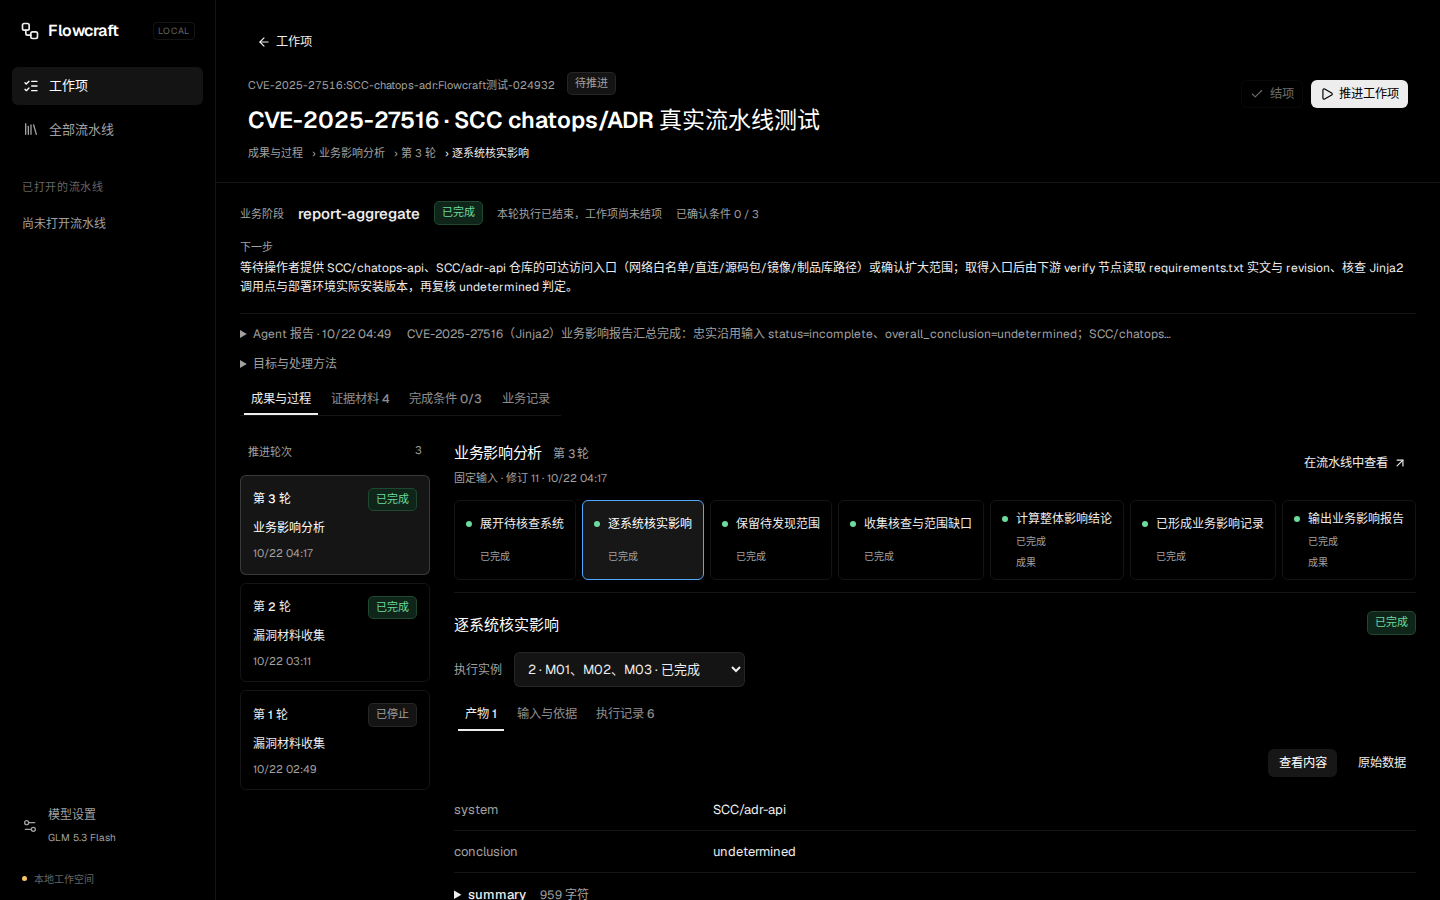 Flowcraft
LOCAL
工作项
全部流水线
已打开的流水线
尚未打开流水线
模型设置
GLM 5.3 Flash
本地工作空间
工作项
CVE-2025-27516:SCC-chatops-adr:Flowcraft测试-024932
待推进
CVE-2025-27516 · SCC chatops/ADR 真实流水线测试
成果与过程 › 业务影响分析 › 第 3 轮 › 逐系统核实影响
结项
推进工作项
业务阶段 report-aggregate 已完成 本轮执行已结束，工作项尚未结项 已确认条件 0 / 3
下一步
等待操作者提供 SCC/chatops-api、SCC/adr-api 仓库的可达访问入口（网络白名单/直连/源码包/镜像/制品库路径）或确认扩大范围；取得入口后由下游 verify 节点读取 requirements.txt 实文与 revision、核查 Jinja2
调用点与部署环境实际安装版本，再复核 undetermined 判定。
Agent 报告 · 10/22 04:49 CVE-2025-27516（Jinja2）业务影响报告汇总完成：忠实沿用输入 status=incomplete、overall_conclusion=undetermined；SCC/chatops...
目标与处理方法
成果与过程 证据材料 4 完成条件 0/3 业务记录
推进轮次 3
第 3 轮 已完成
业务影响分析
10/22 04:17
第 2 轮 已完成
漏洞材料收集
10/22 03:11
第 1 轮 已停止
漏洞材料收集
10/22 02:49
业务影响分析 第 3 轮
固定输入 · 修订 11 · 10/22 04:17
在流水线中查看
展开待核查系统
已完成
逐系统核实影响
已完成
保留待发现范围
已完成
收集核查与范围缺口
已完成
计算整体影响结论
已完成
成果
已形成业务影响记录
已完成
输出业务影响报告
已完成
成果
逐系统核实影响
已完成
执行实例 2 · M01、M02、M03 · 已完成
产物 1 输入与依据 执行记录 6
查看内容 原始数据
system SCC/adr-api
conclusion undetermined
summary 959 字符